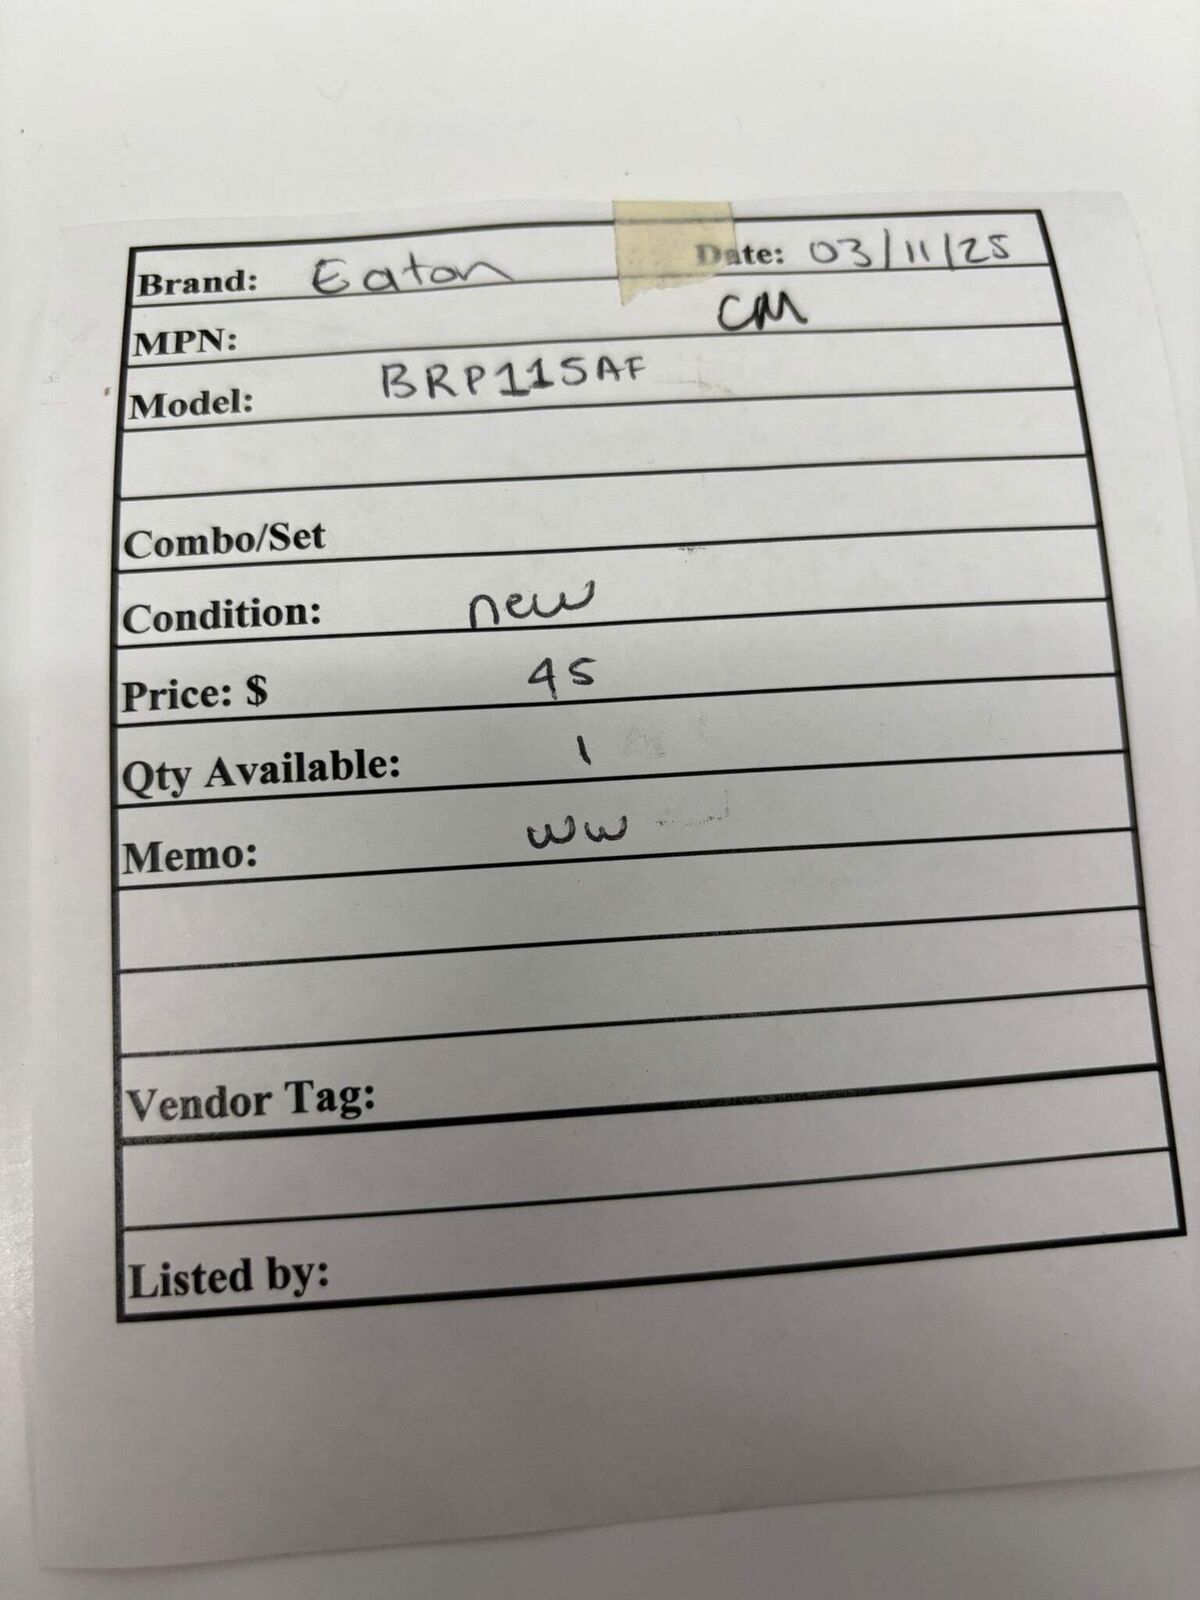 Brand: Eaton Date: 03/11/25
MPN: CM
Model: BRP115AF
Combo/Set
Condition: new
Price: $ 45
Qty Available: 1
Memo: ww
Vendor Tag:
Listed by: